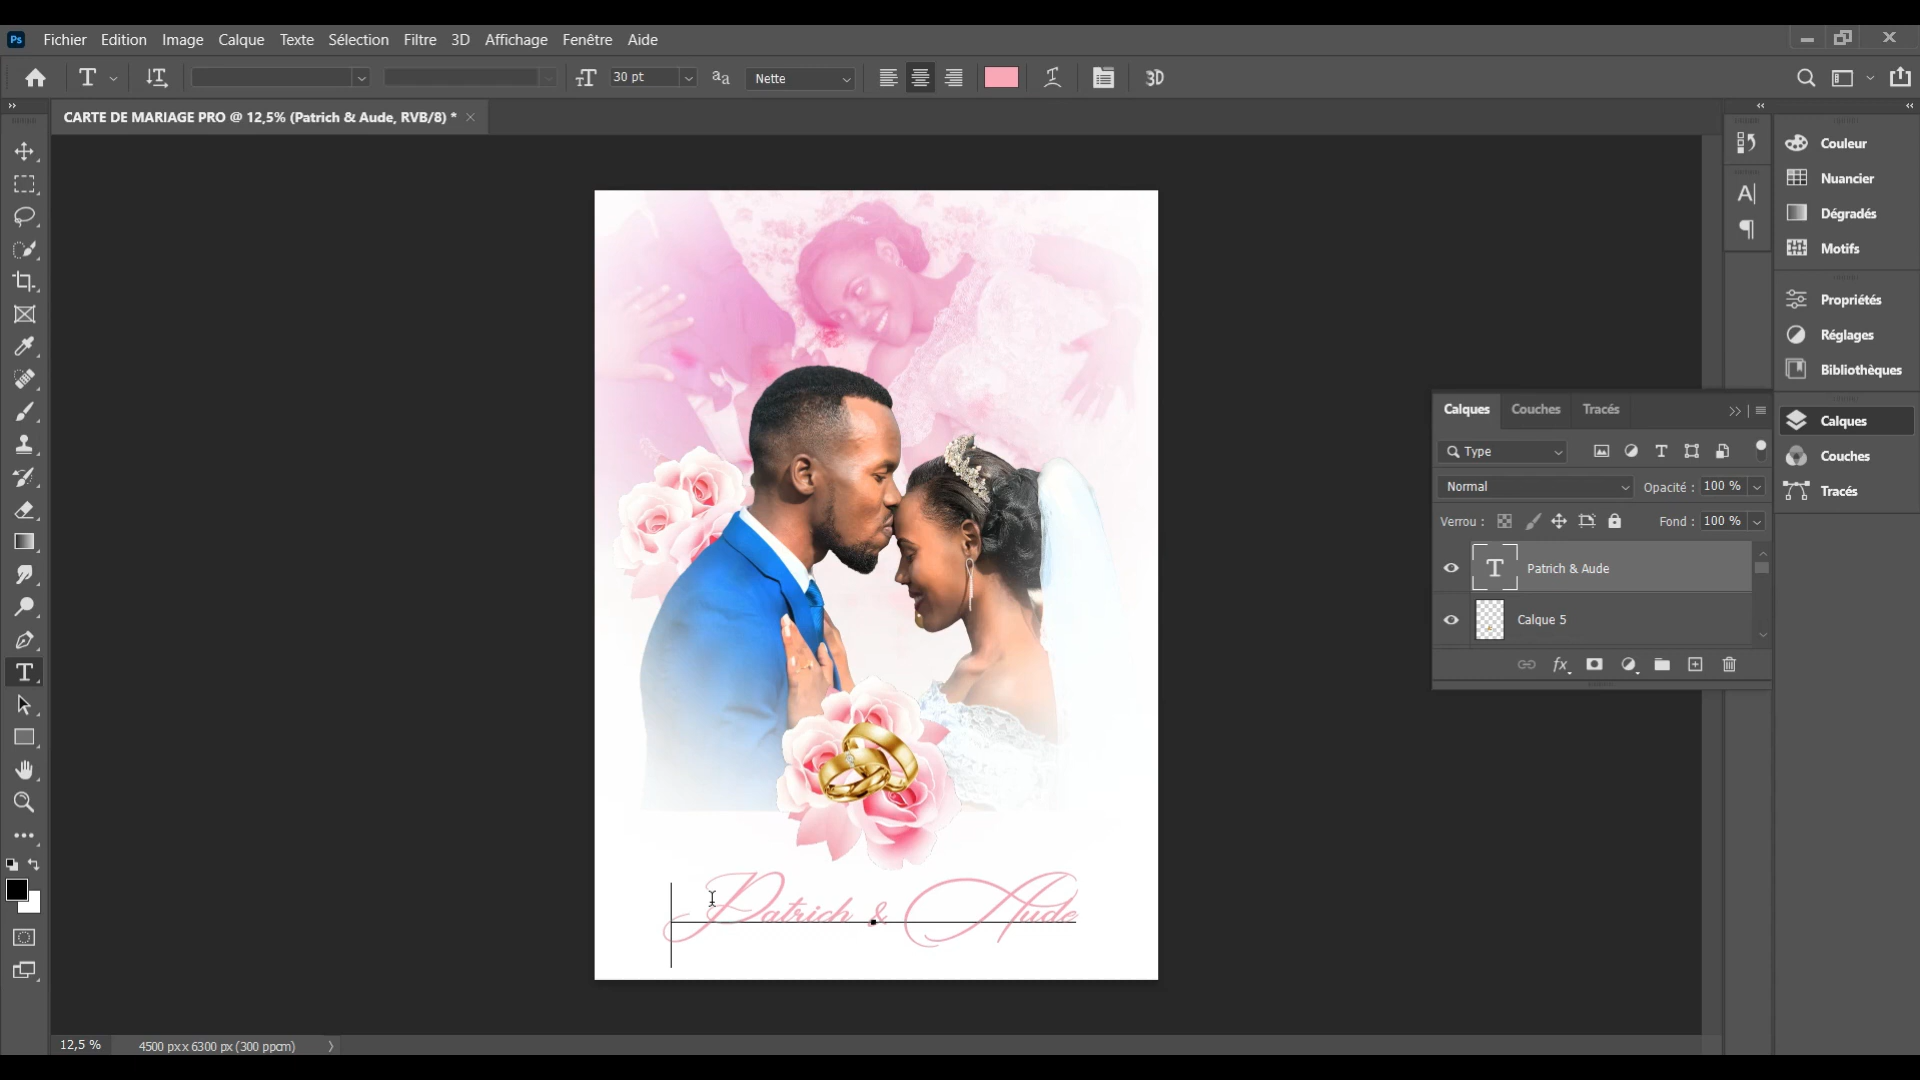 Ps Fichier Edition Image Calque Texte Sélection Filtre 3D Affichage Fenêtre Aide
T T 30 pt aa Nette 3D
CARTE DE MARIAGE PRO @ 12,5% (Patrich & Aude, RVB/8) * ×
Couleur
Nuancier
Dégradés
Motifs
Propriétés
Réglages
Bibliothèques
Calques
Couches
Tracés
Calques Couches Tracés
Type
Normal Opacité : 100 %
Verrou : Fond : 100 %
T Patrich & Aude
Calque 5
fx
Patrich & Aude
12,5 % 4500 px x 6300 px (300 ppcm)